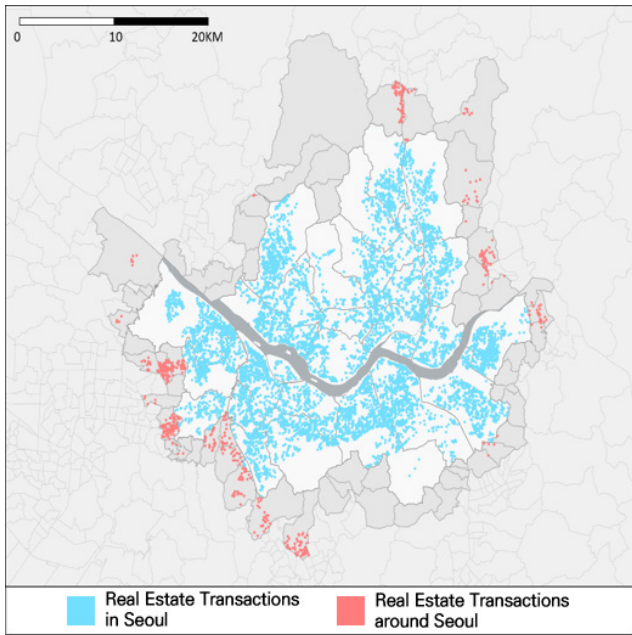 0 10 20KM
Real Estate Transactions
in Seoul
Real Estate Transactions
around Seoul